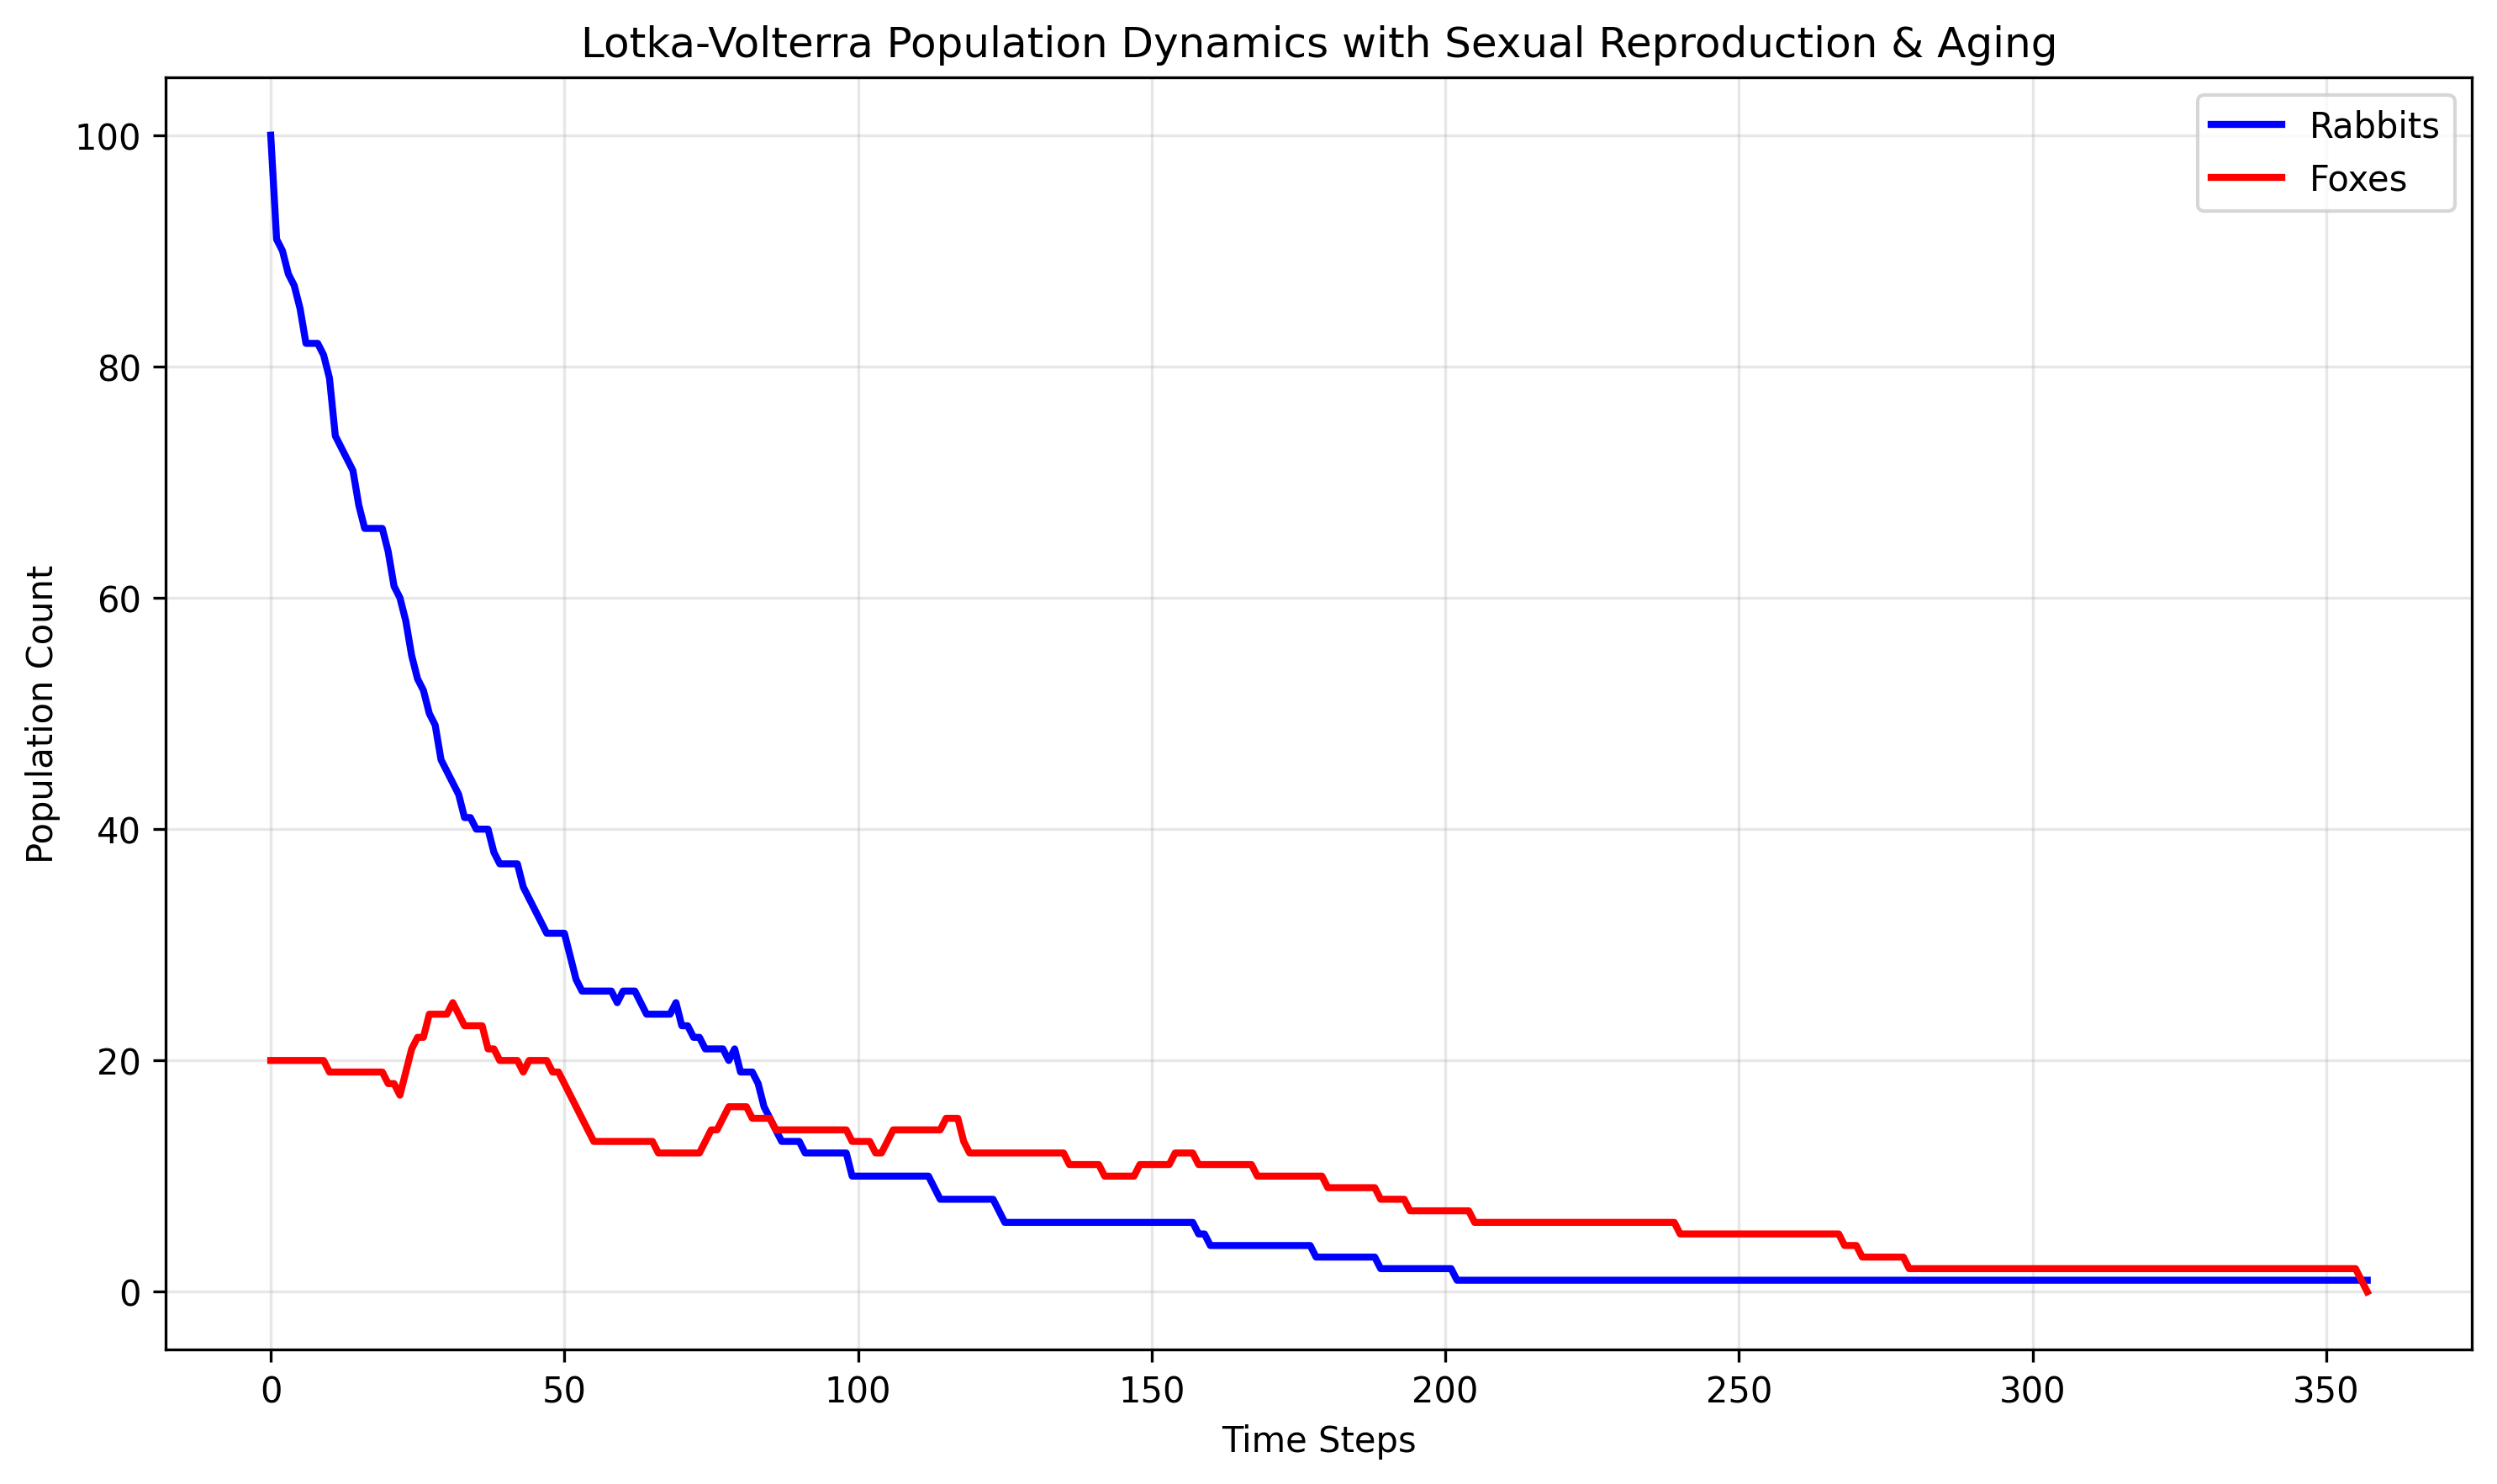 Lotka-Volterra Population Dynamics with Sexual Reproduction & Aging
Rabbits
Foxes
Population Count
100
80
60
40
20
0
0 50 100 150 200 250 300 350
Time Steps